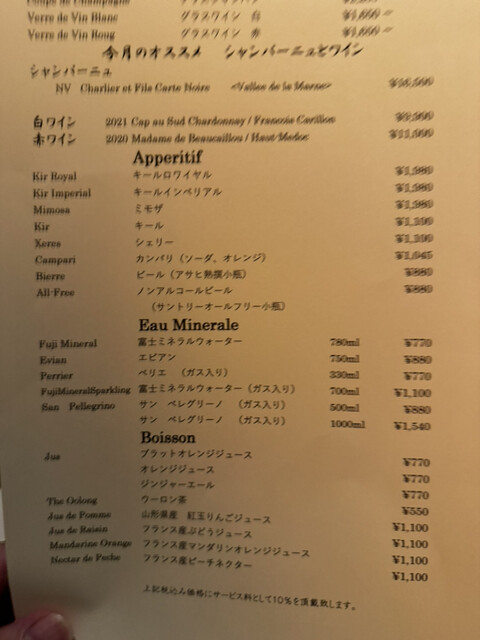 Coupe de Champagne グラスシャンパン
Verre de Vin Blanc グラスワイン 白
Verre de Vin Roug グラスワイン 赤
今月のオススメ シャンパーニュとワイン
シャンパーニュ
NV Charlier et Fils Carte Noire <Vallee de la Marne>
白ワイン 2021 Cap au Sud Chardonnay / Francois Carillon
赤ワイン 2020 Madame de Beaucaillou / Haut-Medoc ¥11,000
Apperitif
Kir Royal キールロワイヤル ¥1,980
Kir Imperial キールインペリアル ¥1,980
Mimosa ミモザ ¥1,980
Kir キール
Xeres シェリー
Campari カンパリ(ソーダ、オレンジ) ¥1,045
Bierre ビール(アサヒ熟撰小瓶) ¥880
All-Free ノンアルコールビール ¥880
(サントリーオールフリー小瓶)
Eau Minerale
Fuji Mineral 富士ミネラルウォーター 780ml ¥770
Evian エビアン 750ml ¥880
Perrier ペリエ (ガス入り) 330ml ¥770
FujiMineralSparkling 富士ミネラルウォーター(ガス入り) 700ml ¥1,100
San Pellegrino サン ペレグリーノ (ガス入り) 500ml ¥880
サン ペレグリーノ (ガス入り) 1000ml ¥1,540
Boisson
Jus ブラッドオレンジジュース ¥770
オレンジジュース ¥770
ジンジャーエール ¥770
The Oolong ウーロン茶 ¥550
Jus de Pomme 山形県産 紅玉りんごジュース ¥1,100
Jus de Raisin フランス産ぶどうジュース ¥1,100
Mandarine Orange フランス産マンダリンオレンジジュース ¥1,100
Nectar de Peche フランス産ピーチネクター ¥1,100
上記税込み価格にサービス料として10%を頂戴致します。